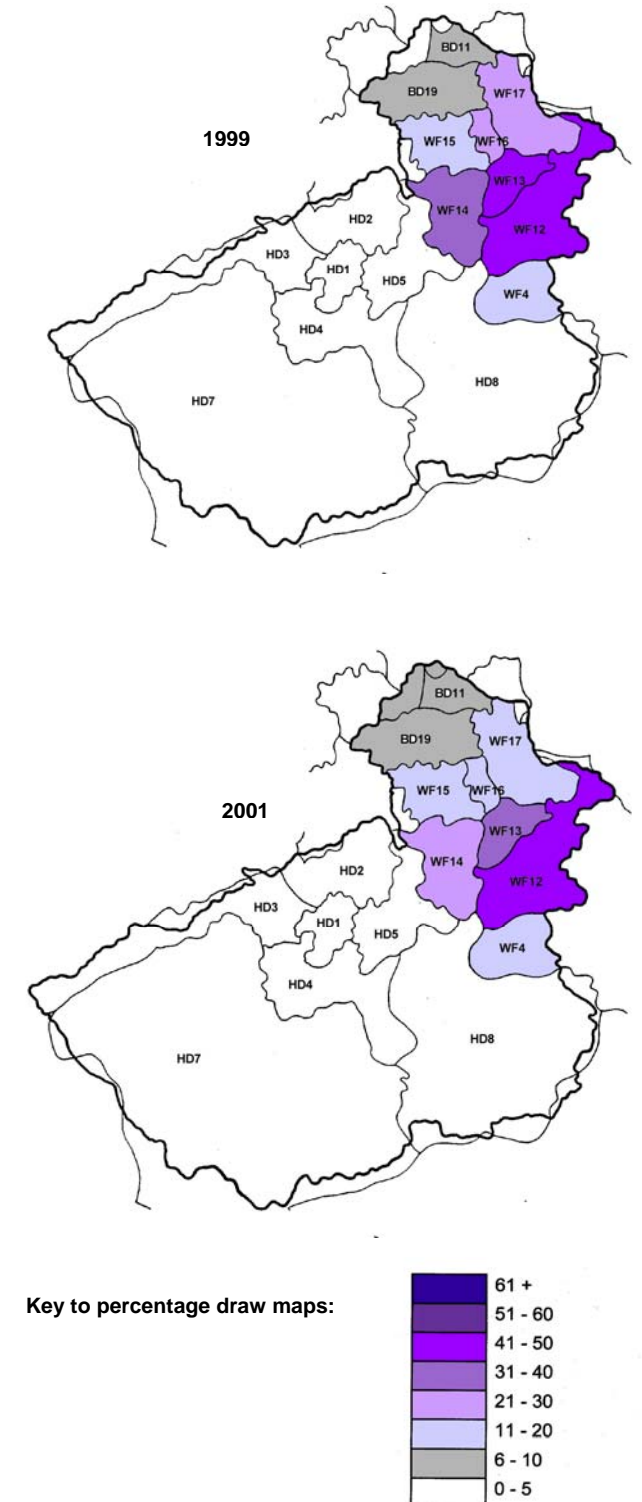 BD11
BD19
WF17
1999
WF15
WF16
WF13
WF14
HD2
WF12
HD3
HD1
HD5
WF4
HD4
HD8
HD7
BD11
BD19
WF17
WF15
WF16
2001
WF13
WF14
HD2
WF12
HD3
HD1
HD5
WF4
HD4
HD8
HD7
Key to percentage draw maps:
61 +
51 - 60
41 - 50
31 - 40
21 - 30
11 - 20
6 - 10
0 - 5